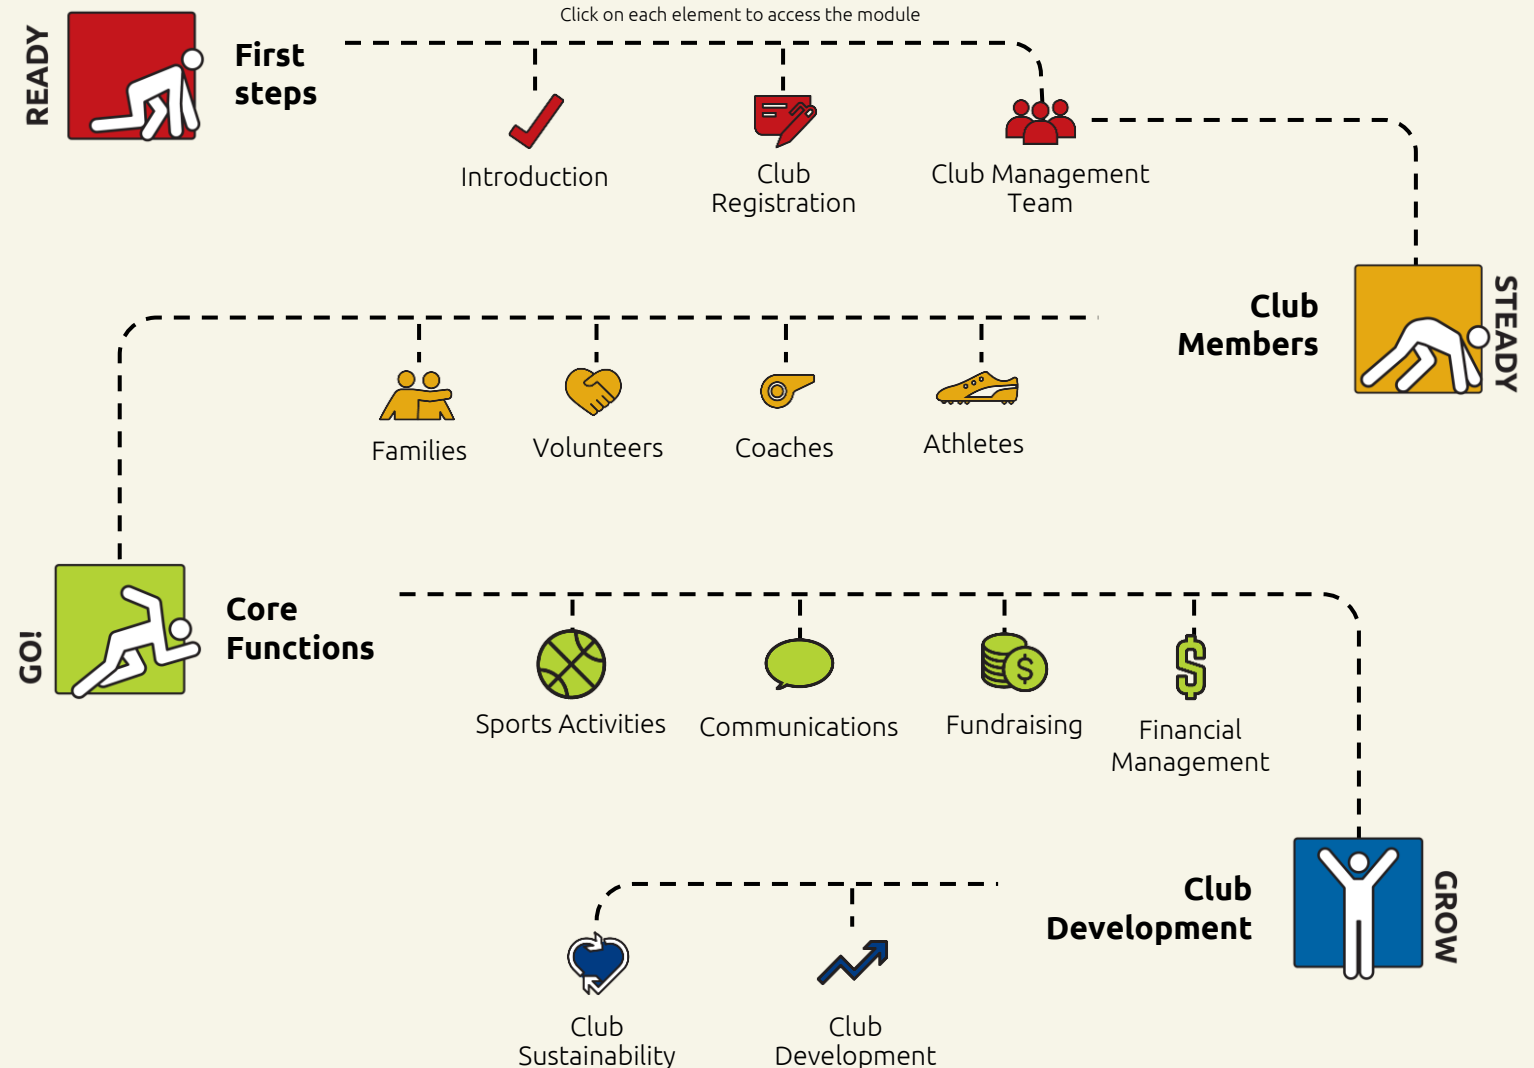 Click on each element to access the module
READY
First
steps
Introduction
Club
Registration
Club Management
Team
STEADY
Club
Members
Families
Volunteers
Coaches
Athletes
GO!
Core
Functions
Sports Activities
Communications
Fundraising
$
Financial
Management
GROW
Club
Development
Club
Sustainability
Club
Development